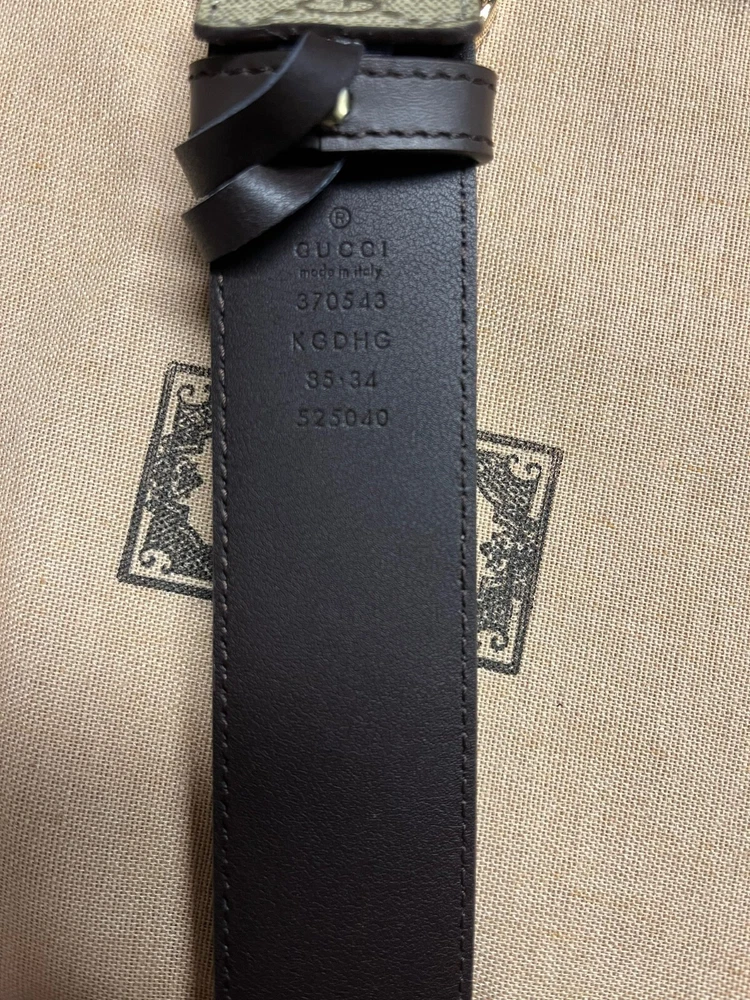 ®
GUCCI
made in italy
370543
KGDHG
85·34
525040